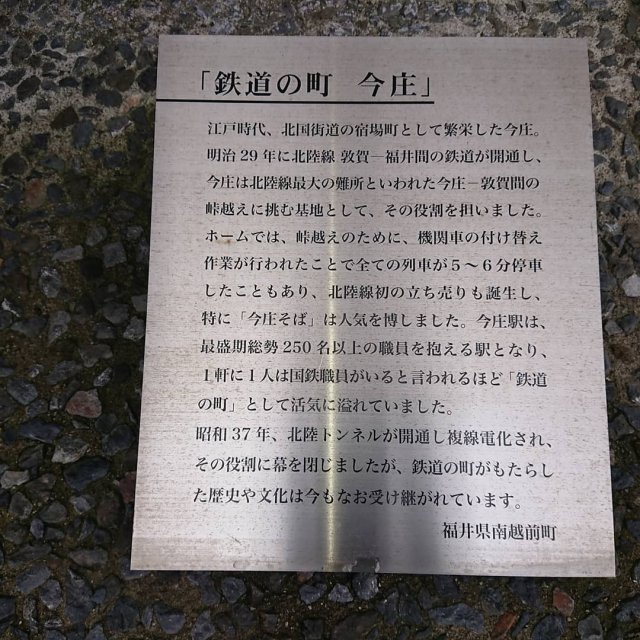 「鉄道の町 今庄」
江戸時代、北国街道の宿場町として繁栄した今庄。
明治29年に北陸線 敦賀－福井間の鉄道が開通し、
今庄は北陸線最大の難所といわれた今庄－敦賀間の
峠越えに挑む基地として、その役割を担いました。
ホームでは、峠越えのために、機関車の付け替え
作業が行われたことで全ての列車が5～6分停車
したこともあり、北陸線初の立ち売りも誕生し、
特に「今庄そば」は人気を博しました。今庄駅は、
最盛期総勢250名以上の職員を抱える駅となり、
1軒に1人は国鉄職員がいると言われるほど「鉄道
の町」として活気に溢れていました。
昭和37年、北陸トンネルが開通し複線電化され、
その役割に幕を閉じましたが、鉄道の町がもたらし
た歴史や文化は今もなお受け継がれています。
福井県南越前町